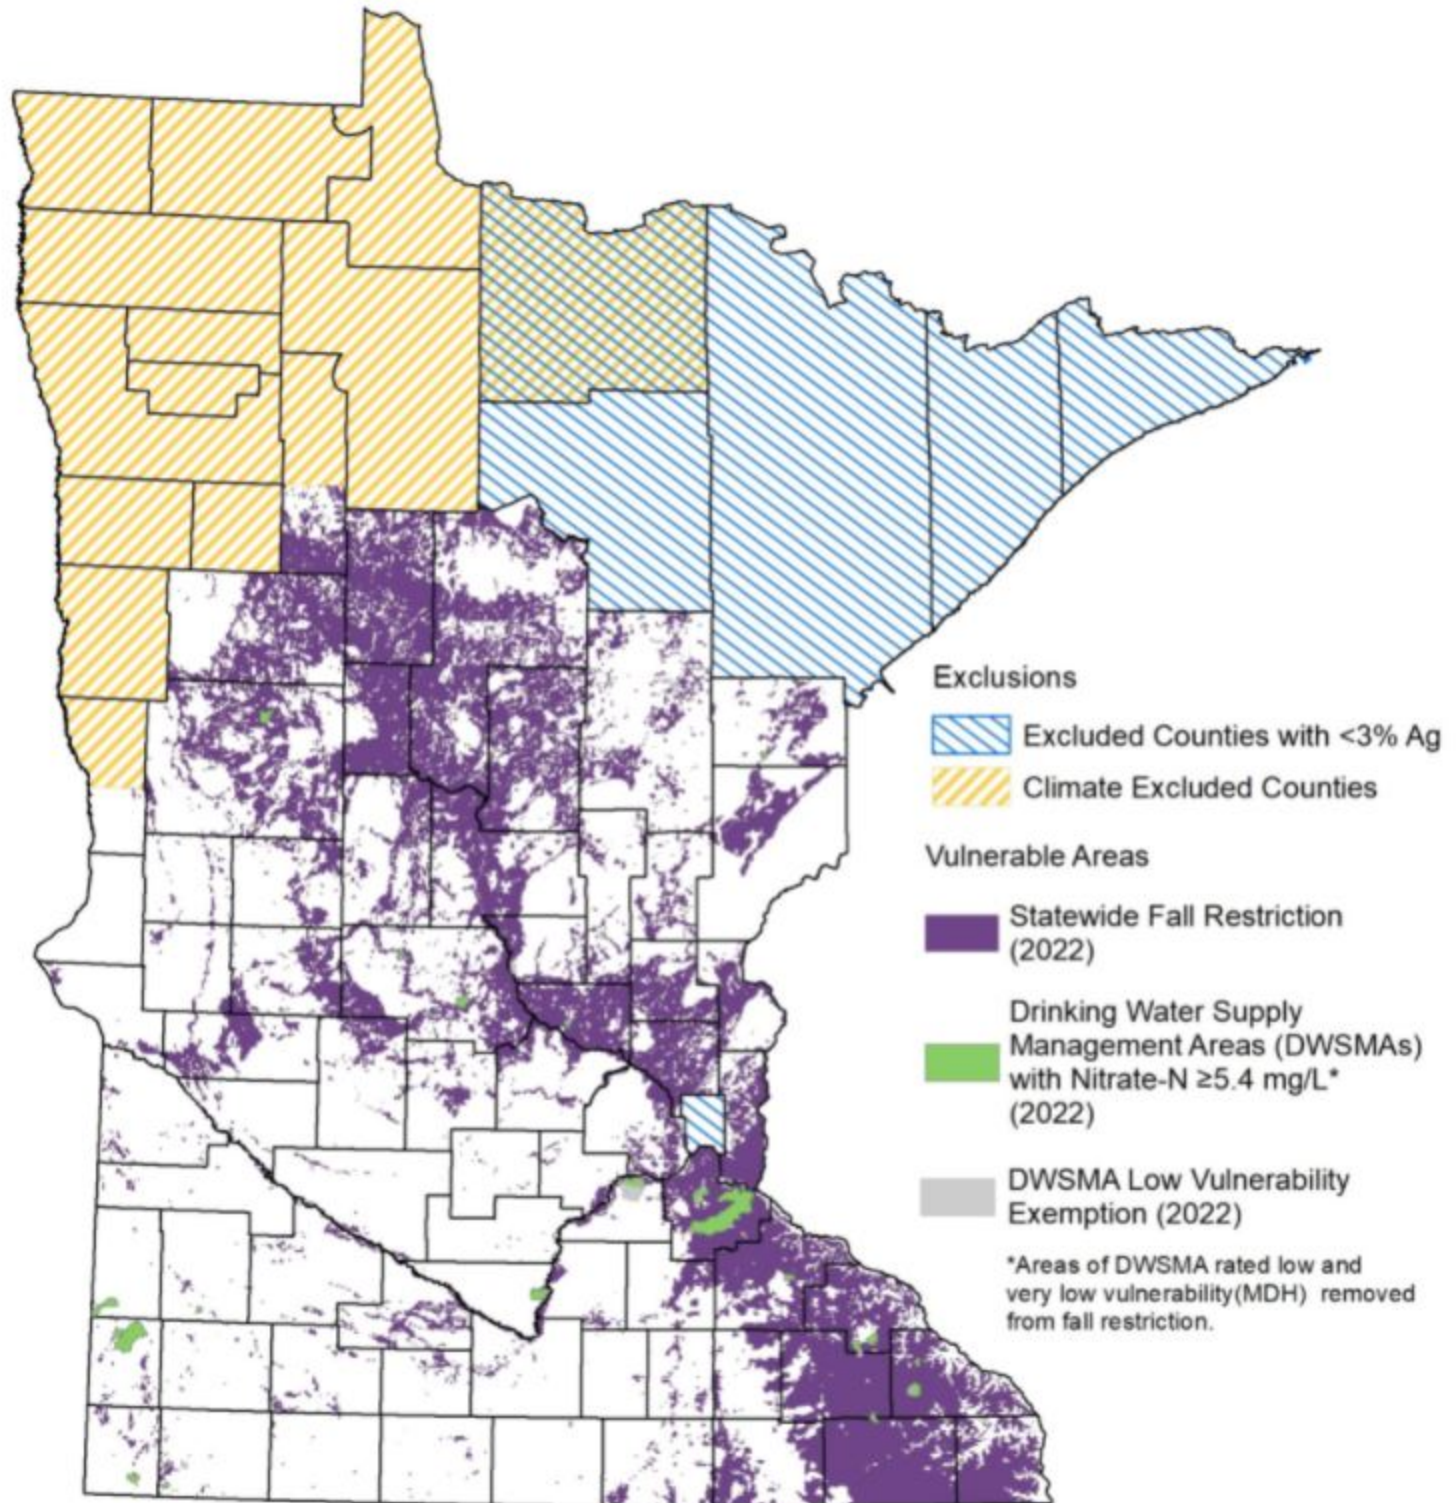 Exclusions
Excluded Counties with <3% Ag
Climate Excluded Counties
Vulnerable Areas
Statewide Fall Restriction
(2022)
Drinking Water Supply
Management Areas (DWSMAs)
with Nitrate-N ≥5.4 mg/L*
(2022)
DWSMA Low Vulnerability
Exemption (2022)
*Areas of DWSMA rated low and
very low vulnerability(MDH) removed
from fall restriction.